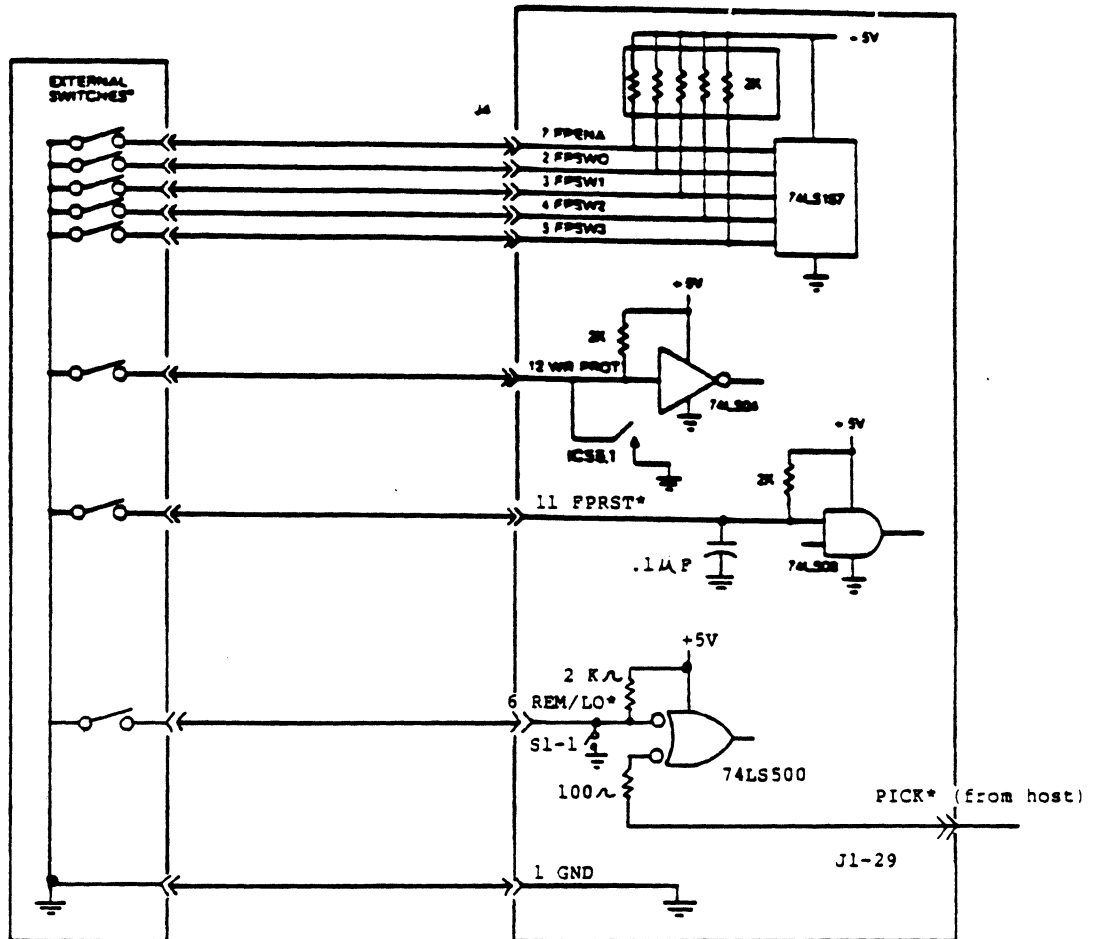 EXTERNAL
SWITCHES*
J4
+5V
2K
7 FPENA
2 FPSW0
3 FPSW1
4 FPSW2
5 FPSW3
74LS157
+5V
2K
12 WR PROT
74LS04
+5V
2K
11 FPRST*
.1µF
74LS08
+5V
2 K
6 REM/LO*
S1-1
74LS500
100
PICK* (from host)
J1-29
1 GND